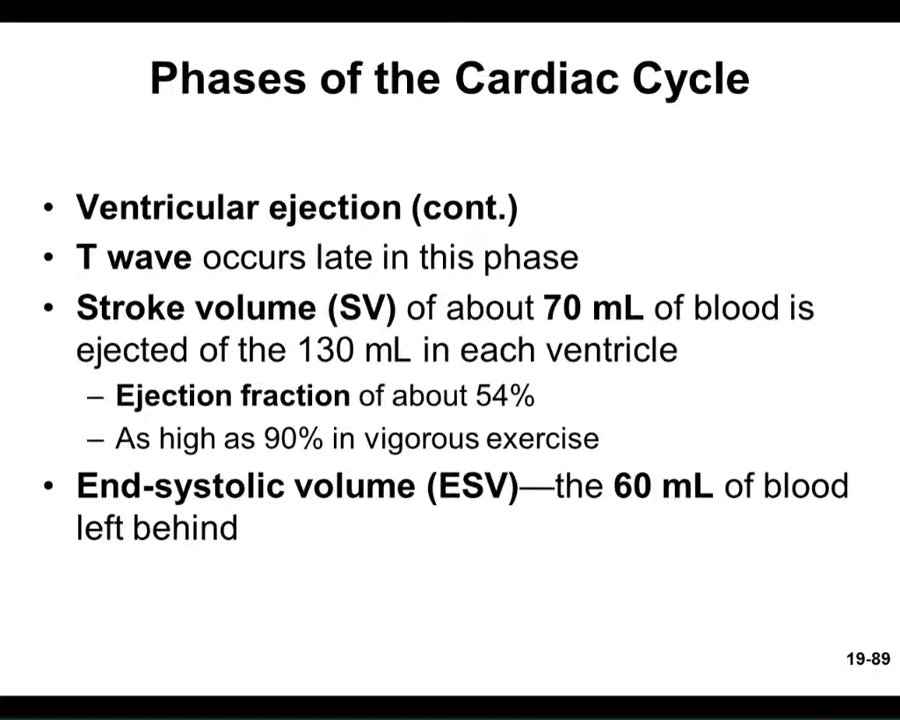 Phases of the Cardiac Cycle
• Ventricular ejection (cont.)
• T wave occurs late in this phase
• Stroke volume (SV) of about 70 mL of blood is
ejected of the 130 mL in each ventricle
– Ejection fraction of about 54%
– As high as 90% in vigorous exercise
• End-systolic volume (ESV)—the 60 mL of blood
left behind
19-89